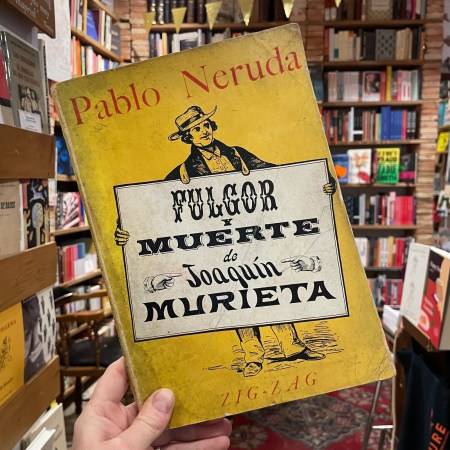 Pablo Neruda
FULGOR
Y
MUERTE
de
Joaquín
MURIETA
ZIG-ZAG